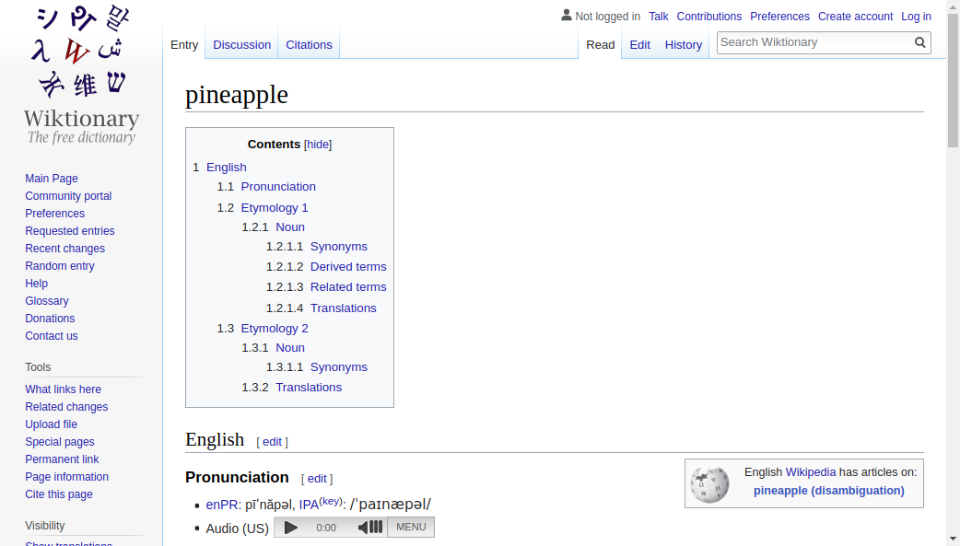 Not logged in Talk Contributions Preferences Create account Log in
Entry Discussion Citations Read Edit History Search Wiktionary
Wiktionary
The free dictionary
Main Page
Community portal
Preferences
Requested entries
Recent changes
Random entry
Help
Glossary
Donations
Contact us
Tools
What links here
Related changes
Upload file
Special pages
Permanent link
Page information
Cite this page
Visibility
Show translations
pineapple
Contents [hide]
1 English
1.1 Pronunciation
1.2 Etymology 1
1.2.1 Noun
1.2.1.1 Synonyms
1.2.1.2 Derived terms
1.2.1.3 Related terms
1.2.1.4 Translations
1.3 Etymology 2
1.3.1 Noun
1.3.1.1 Synonyms
1.3.2 Translations
English [ edit ]
Pronunciation [ edit ]
• enPR: pīʹnăpəl, IPA(key): /ˈpaɪnæpəl/
• Audio (US) 0:00 MENU
English Wikipedia has articles on:
pineapple (disambiguation)